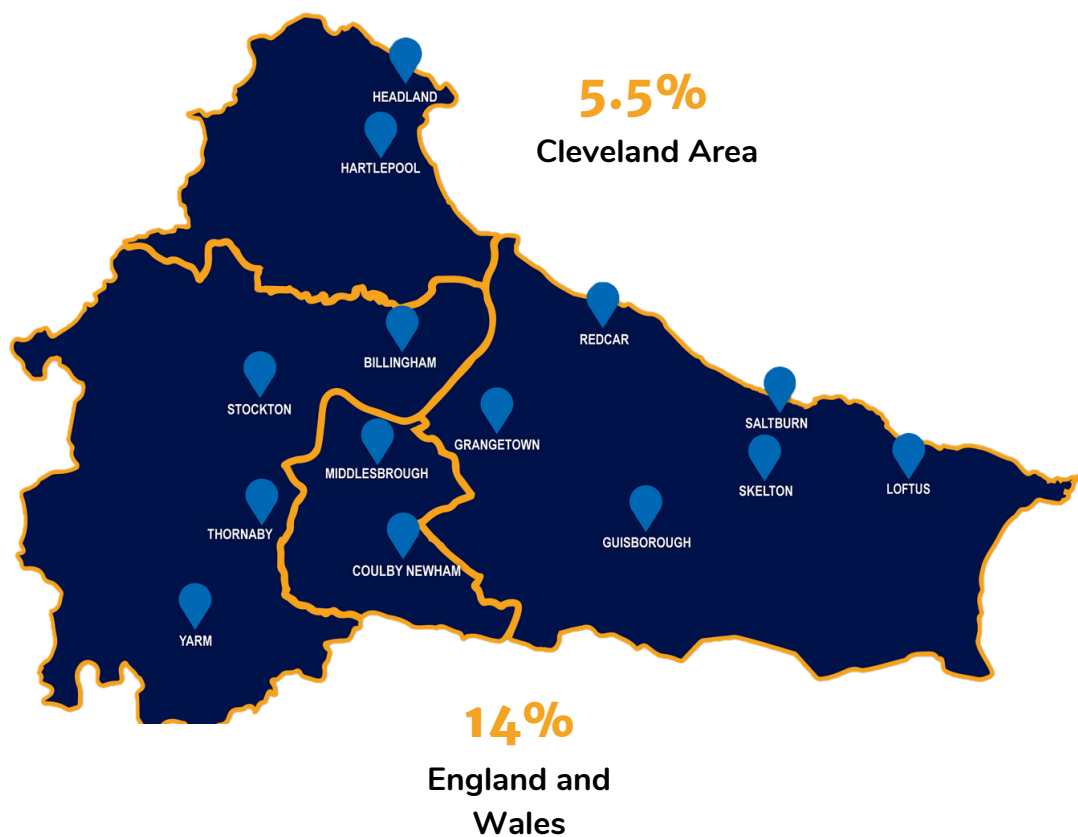 HEADLAND
5.5%
Cleveland Area
HARTLEPOOL
REDCAR
BILLINGHAM
STOCKTON
SALTBURN
GRANGETOWN
MIDDLESBROUGH
SKELTON
LOFTUS
THORNABY
GUISBOROUGH
COULBY NEWHAM
YARM
14%
England and
Wales